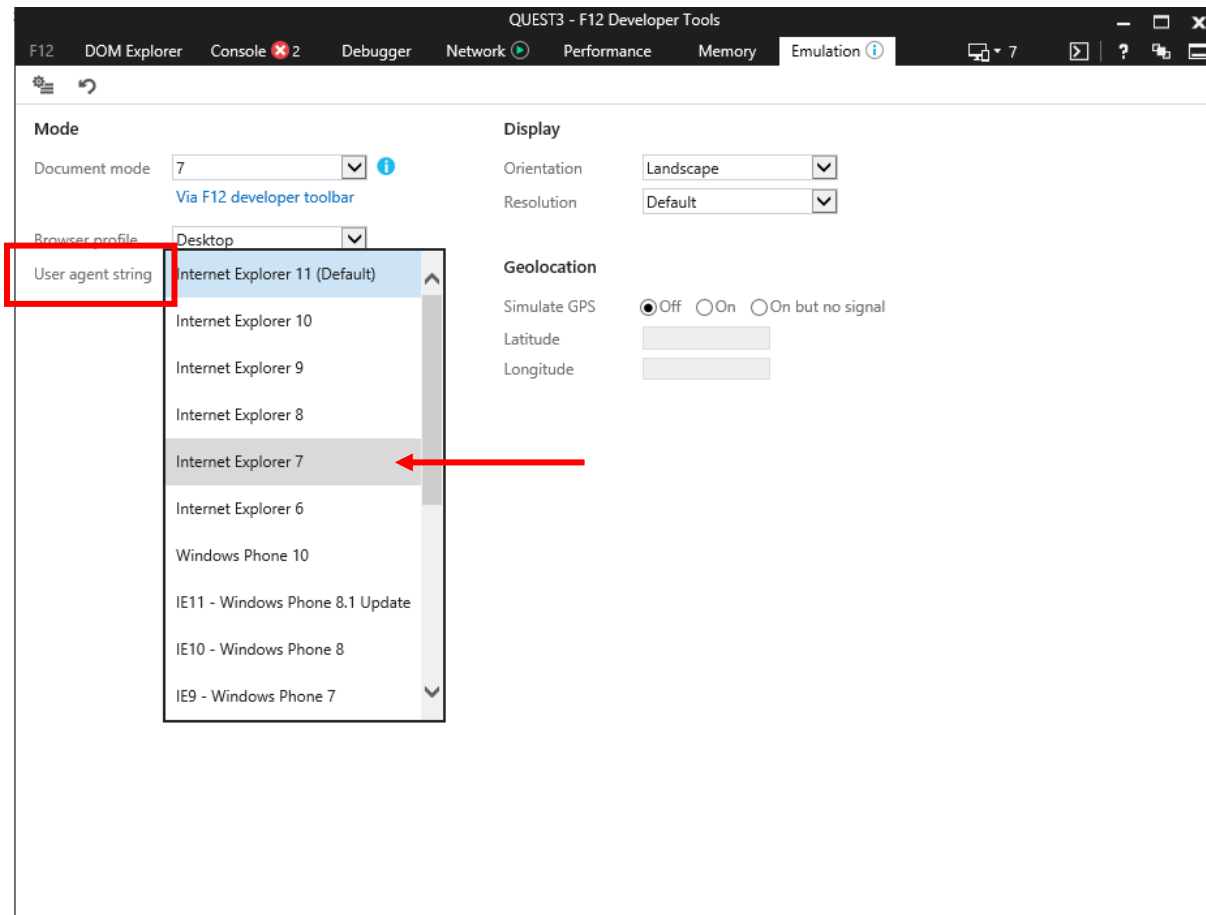 QUEST3 - F12 Developer Tools
F12 DOM Explorer Console 2 Debugger Network Performance Memory Emulation 7 ?
Mode
Document mode 7
Via F12 developer toolbar
Browser profile Desktop
User agent string
Internet Explorer 11 (Default)
Internet Explorer 10
Internet Explorer 9
Internet Explorer 8
Internet Explorer 7
Internet Explorer 6
Windows Phone 10
IE11 - Windows Phone 8.1 Update
IE10 - Windows Phone 8
IE9 - Windows Phone 7
Display
Orientation Landscape
Resolution Default
Geolocation
Simulate GPS Off On On but no signal
Latitude
Longitude